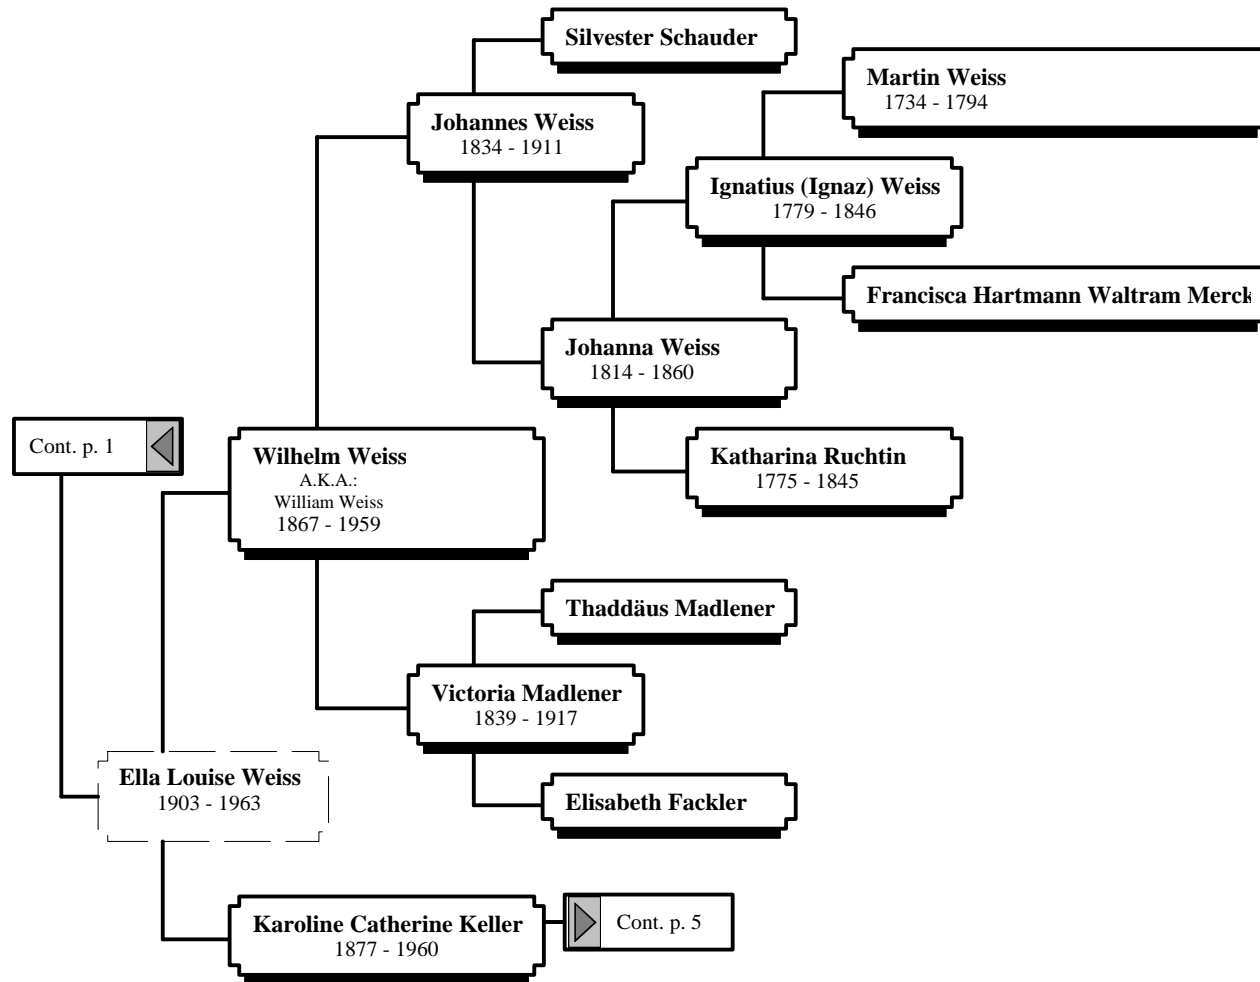 Silvester Schauder
Martin Weiss
1734 - 1794
Johannes Weiss
1834 - 1911
Ignatius (Ignaz) Weiss
1779 - 1846
Francisca Hartmann Waltram Merck
Johanna Weiss
1814 - 1860
Cont. p. 1
Wilhelm Weiss
A.K.A.:
William Weiss
1867 - 1959
Katharina Ruchtin
1775 - 1845
Thaddäus Madlener
Victoria Madlener
1839 - 1917
Ella Louise Weiss
1903 - 1963
Elisabeth Fackler
Karoline Catherine Keller
1877 - 1960
Cont. p. 5